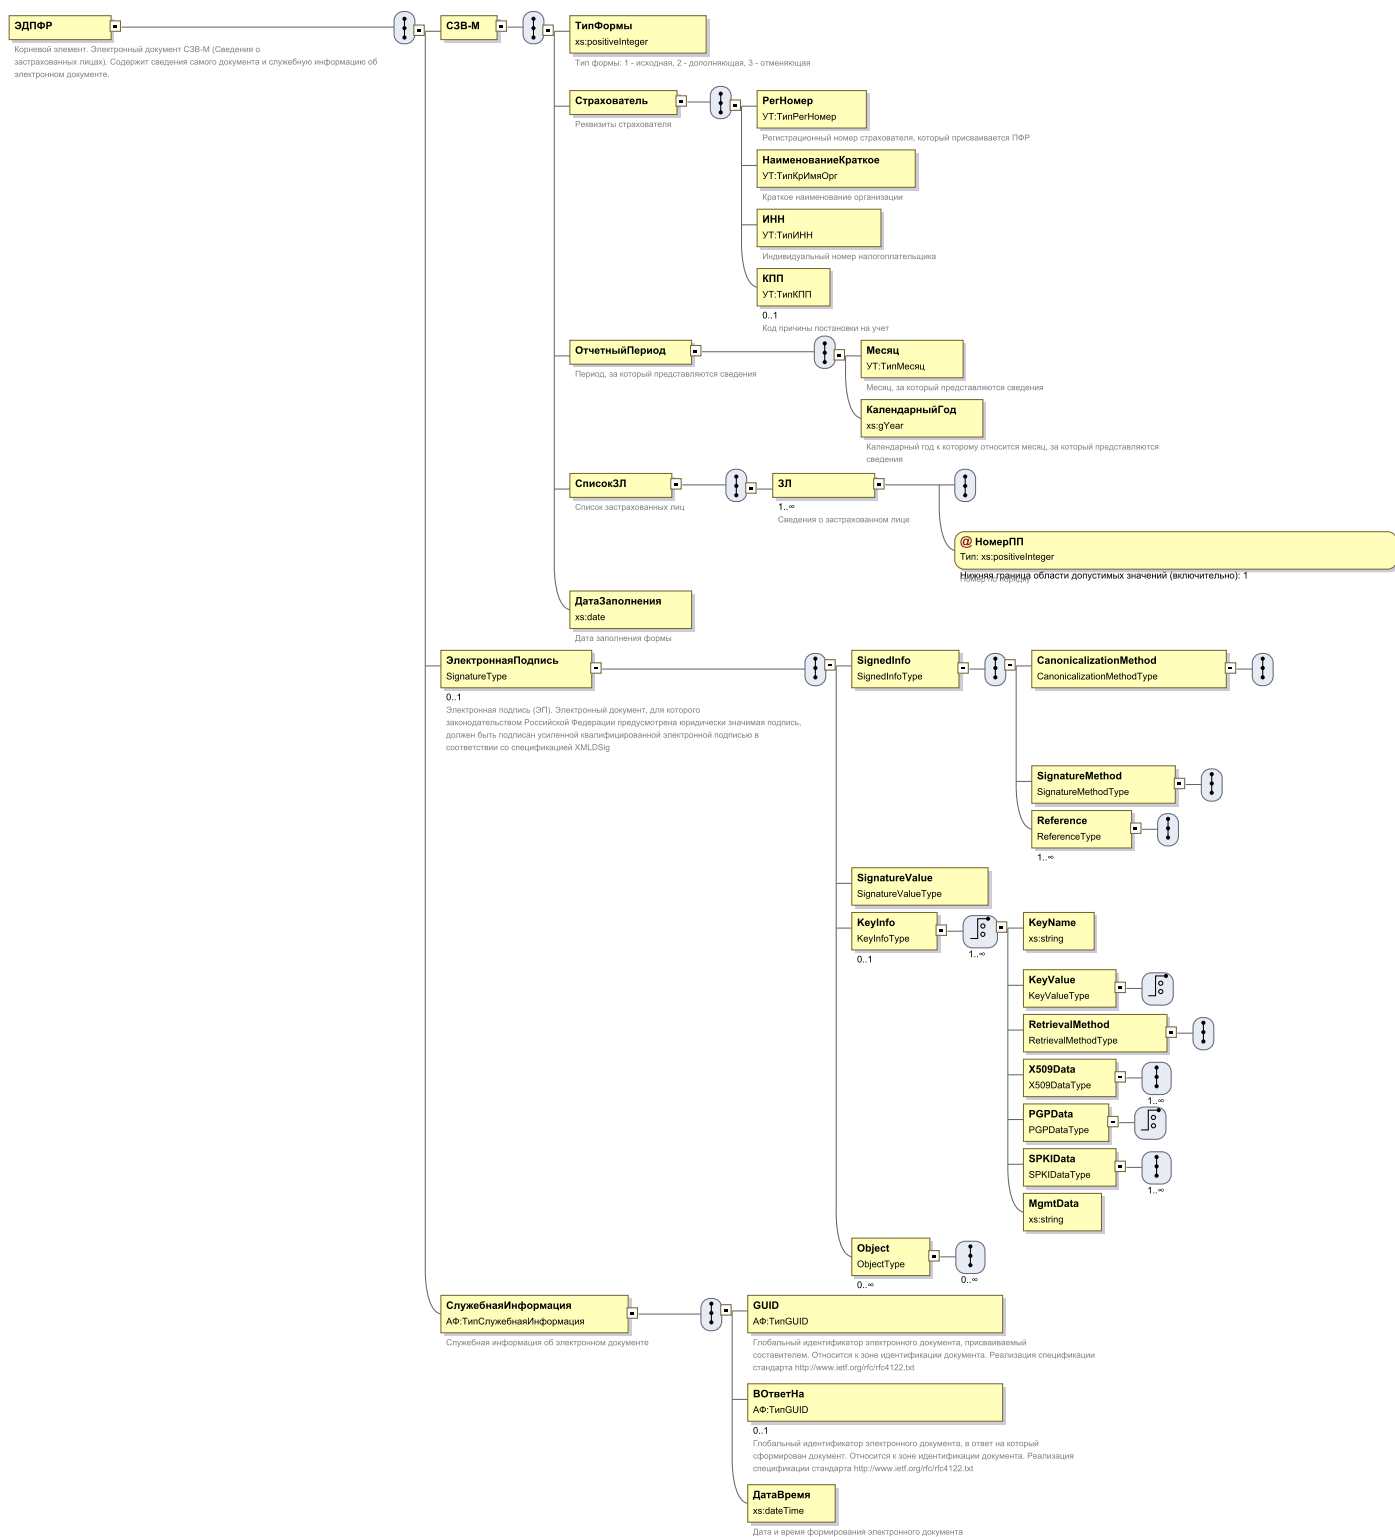 ЭДПФР
Корневой элемент. Электронный документ СЗВ-М (Сведения о
застрахованных лицах). Содержит сведения самого документа и служебную информацию об
электронном документе.
СЗВ-М
ТипФормы
xs:positiveInteger
Тип формы: 1 - исходная, 2 - дополняющая, 3 - отменяющая
Страхователь
Реквизиты страхователя
РегНомер
УТ:ТипРегНомер
Регистрационный номер страхователя, который присваивается ПФР
НаименованиеКраткое
УТ:ТипКрИмяОрг
Краткое наименование организации
ИНН
УТ:ТипИНН
Индивидуальный номер налогоплательщика
КПП
УТ:ТипКПП
0..1
Код причины постановки на учет
ОтчетныйПериод
Период, за который представляются сведения
Месяц
УТ:ТипМесяц
Месяц, за который представляются сведения
КалендарныйГод
xs:gYear
Календарный год к которому относится месяц, за который представляются
сведения
СписокЗЛ
Список застрахованных лиц
ЗЛ
1..∞
Сведения о застрахованном лице
@ НомерПП
Тип: xs:positiveInteger
Нижняя граница области допустимых значений (включительно): 1
Номер по порядку
ДатаЗаполнения
xs:date
Дата заполнения формы
ЭлектроннаяПодпись
SignatureType
0..1
Электронная подпись (ЭП). Электронный документ, для которого
законодательством Российской Федерации предусмотрена юридически значимая подпись,
должен быть подписан усиленной квалифицированной электронной подписью в
соответствии со спецификацией XMLDSig
SignedInfo
SignedInfoType
CanonicalizationMethod
CanonicalizationMethodType
SignatureMethod
SignatureMethodType
Reference
ReferenceType
1..∞
SignatureValue
SignatureValueType
KeyInfo
KeyInfoType
0..1
1..∞
KeyName
xs:string
KeyValue
KeyValueType
RetrievalMethod
RetrievalMethodType
X509Data
X509DataType
1..∞
PGPData
PGPDataType
SPKIData
SPKIDataType
1..∞
MgmtData
xs:string
Object
ObjectType
0..∞
0..∞
СлужебнаяИнформация
АФ:ТипСлужебнаяИнформация
Служебная информация об электронном документе
GUID
АФ:ТипGUID
Глобальный идентификатор электронного документа, присваиваемый
составителем. Относится к зоне идентификации документа. Реализация спецификации
стандарта http://www.ietf.org/rfc/rfc4122.txt
ВОтветНа
АФ:ТипGUID
0..1
Глобальный идентификатор электронного документа, в ответ на который
сформирован документ. Относится к зоне идентификации документа. Реализация
спецификации стандарта http://www.ietf.org/rfc/rfc4122.txt
ДатаВремя
xs:dateTime
Дата и время формирования электронного документа